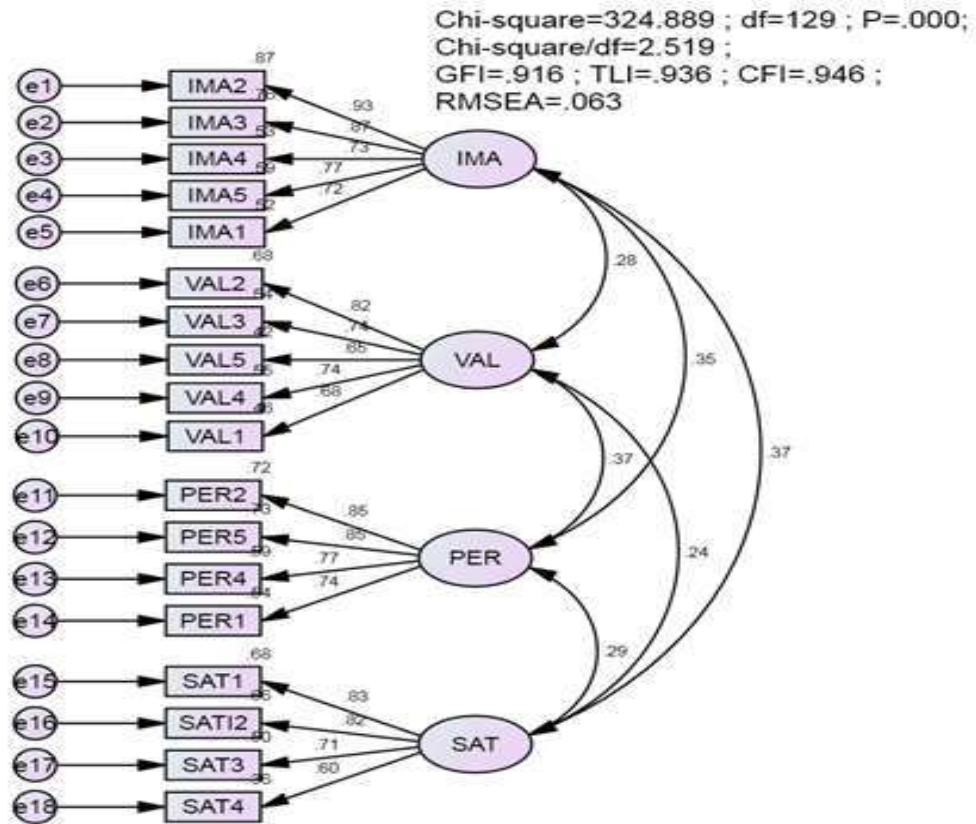 Chi-square=324.889 ; df=129 ; P=.000;
Chi-square/df=2.519 ;
GFI=.916 ; TLI=.936 ; CFI=.946 ;
RMSEA=.063
.87
e1 IMA2 .93
e2 IMA3 .87
e3 IMA4 .73 IMA
e4 IMA5 .77
e5 IMA1 .72
.28
.68
e6 VAL2 .82
e7 VAL3 .74
e8 VAL5 .65 VAL .35
e9 VAL4 .74
e10 VAL1 .68
.37 .37
.72
e11 PER2 .85
e12 PER5 .85
e13 PER4 .77 PER .24
e14 PER1 .74
.29
.68
e15 SAT1 .83
e16 SATI2 .82
e17 SAT3 .71 SAT
e18 SAT4 .60